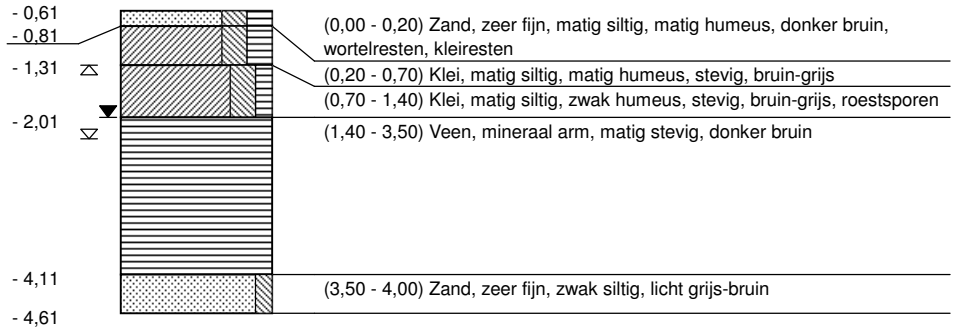 - 0,61
- 0,81
- 1,31
- 2,01
- 4,11
- 4,61
(0,00 - 0,20) Zand, zeer fijn, matig siltig, matig humeus, donker bruin,
wortelresten, kleiresten
(0,20 - 0,70) Klei, matig siltig, matig humeus, stevig, bruin-grijs
(0,70 - 1,40) Klei, matig siltig, zwak humeus, stevig, bruin-grijs, roestsporen
(1,40 - 3,50) Veen, mineraal arm, matig stevig, donker bruin
(3,50 - 4,00) Zand, zeer fijn, zwak siltig, licht grijs-bruin